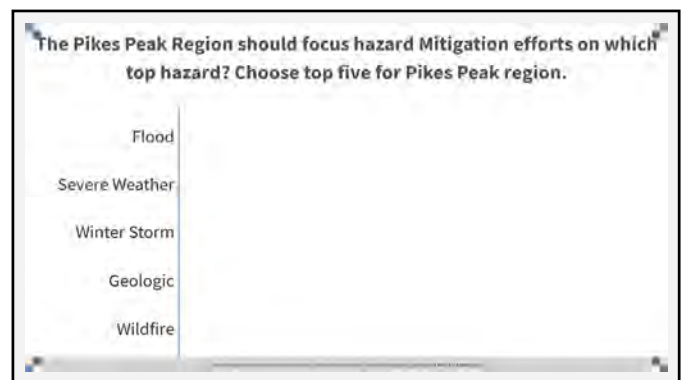 The Pikes Peak Region should focus hazard Mitigation efforts on which
top hazard? Choose top five for Pikes Peak region.
Flood
Severe Weather
Winter Storm
Geologic
Wildfire